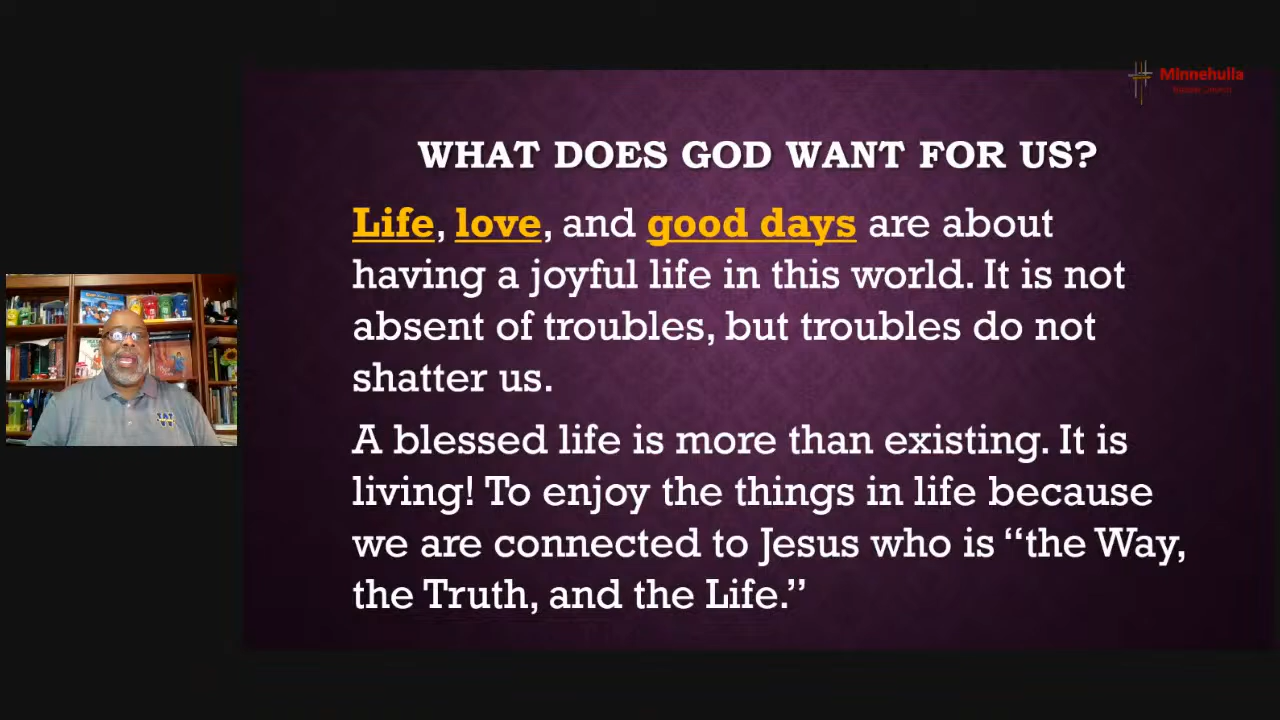 Minnehulla
Baptist Church
WHAT DOES GOD WANT FOR US?
Life, love, and good days are about
having a joyful life in this world. It is not
absent of troubles, but troubles do not
shatter us.
A blessed life is more than existing. It is
living! To enjoy the things in life because
we are connected to Jesus who is “the Way,
the Truth, and the Life.”
W